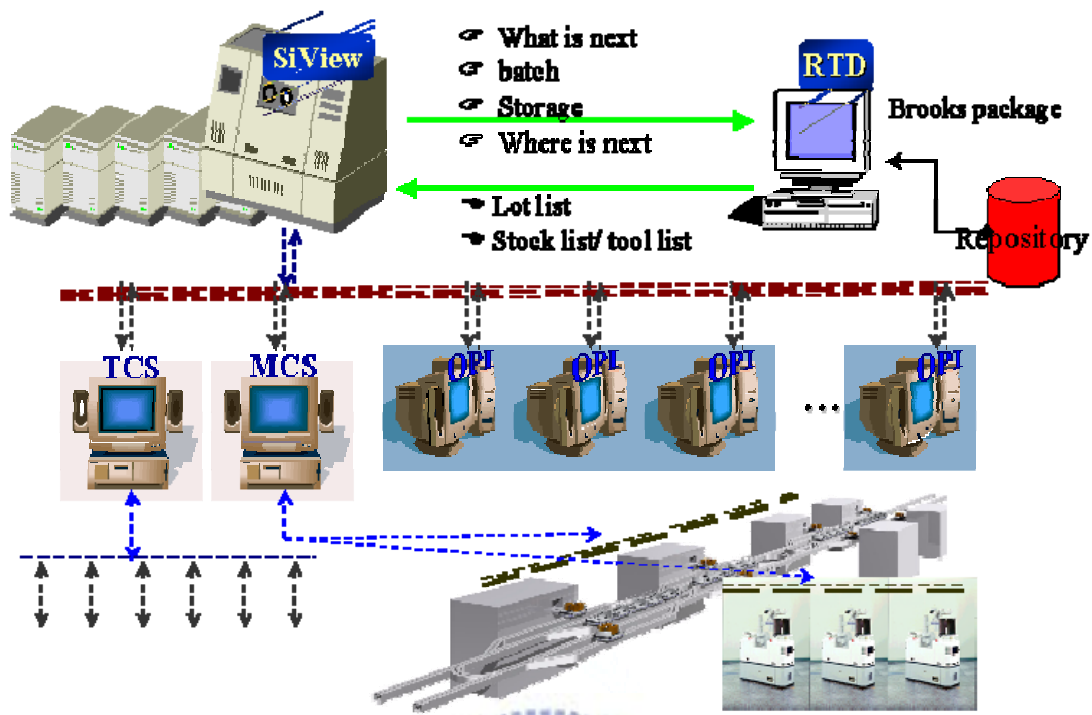 SiView
What is next
batch
Storage
Where is next
Lot list
Stock list/ tool list
RTD
Brooks package
Repository
TCS
MCS
OPI
OPI
OPI
...
OPI